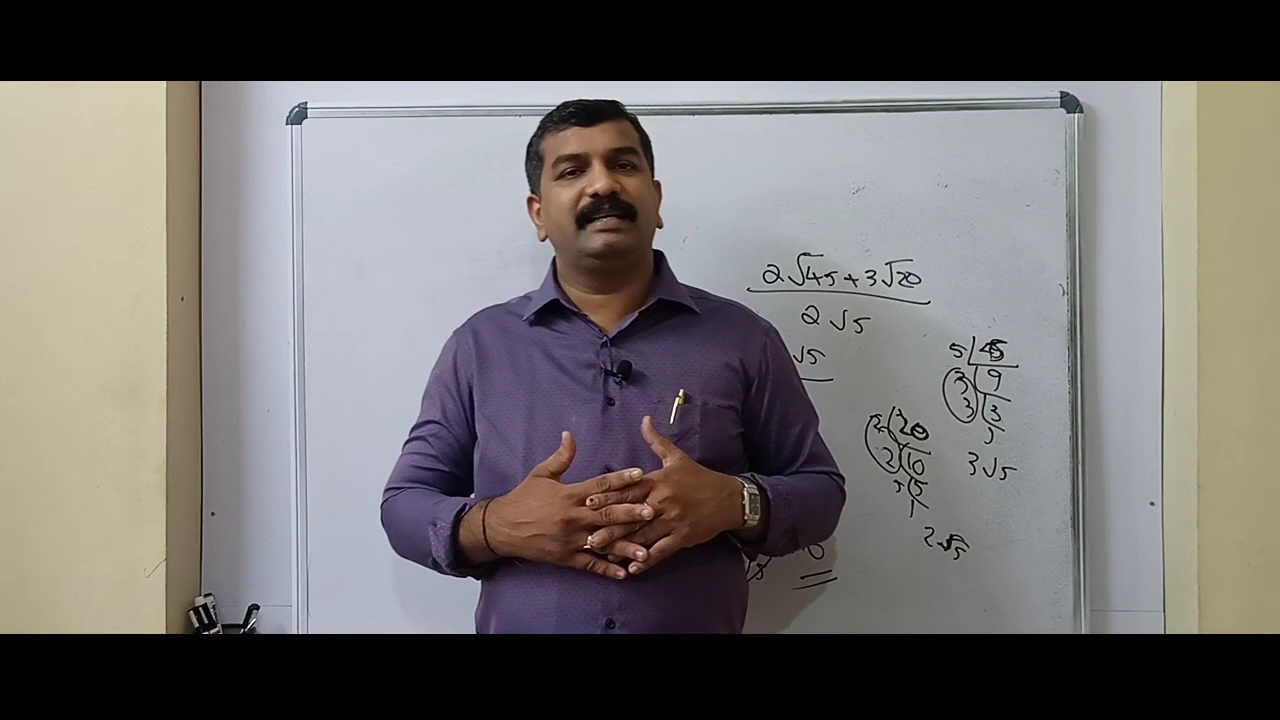 2√45 + 3√20
2√5
√5
5 | 45
3 | 9
3 | 3
1
3√5
2 | 20
2 | 10
5 | 5
1
2√5